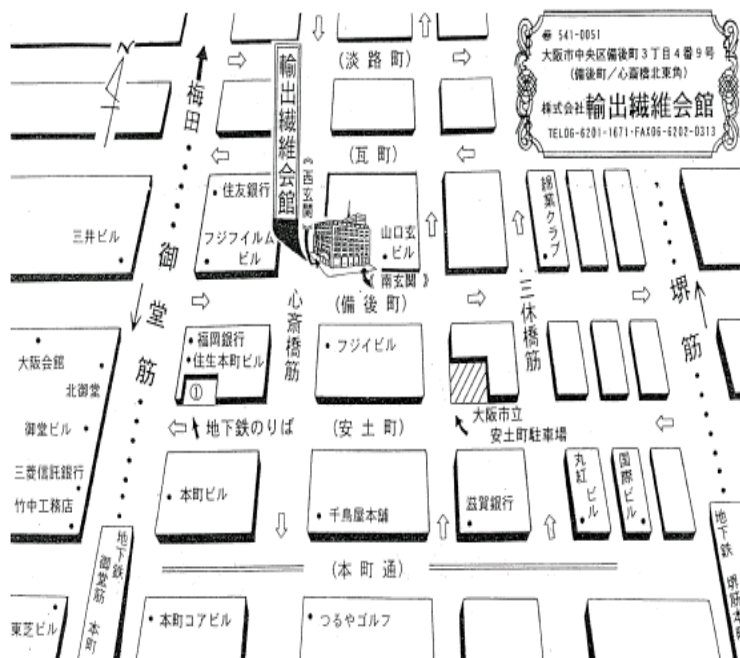 N
〒 541-0051
大阪市中央区備後町3丁目4番9号
(備後町/心斎橋北東角)
株式会社 輸出繊維会館
TEL06-6201-1671・FAX06-6202-0313
梅田
輸出繊維会館
(淡路町)
(瓦町)
《西玄関》
住友銀行
三井ビル
フジフイルム
ビル
山口玄
ビル
綿業クラブ
《南玄関》
御堂筋
心斎橋筋
(備後町)
三休橋筋
堺筋
大阪会館
福岡銀行
住生本町ビル
フジイビル
北御堂
①
御堂ビル
地下鉄のりば
(安土町)
大阪市立
安土町駐車場
三菱信託銀行
竹中工務店
本町ビル
千鳥屋本舗
滋賀銀行
丸紅ビル
国際ビル
地下鉄
御堂筋 本町
(本町通)
地下鉄 堺筋本町
東芝ビル
本町コアビル
つるやゴルフ